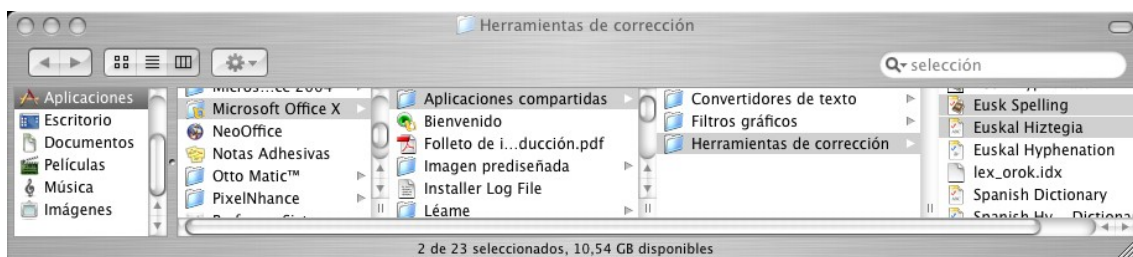 Herramientas de corrección
selección
Aplicaciones
Escritorio
Documentos
Películas
Música
Imágenes
Microsoft Office X
NeoOffice
Notas Adhesivas
Otto Matic™
PixelNhance
Aplicaciones compartidas
Bienvenido
Folleto de i...ducción.pdf
Imagen prediseñada
Installer Log File
Léame
Convertidores de texto
Filtros gráficos
Herramientas de corrección
Eusk Spelling
Euskal Hiztegia
Euskal Hyphenation
lex_orok.idx
Spanish Dictionary
2 de 23 seleccionados, 10,54 GB disponibles